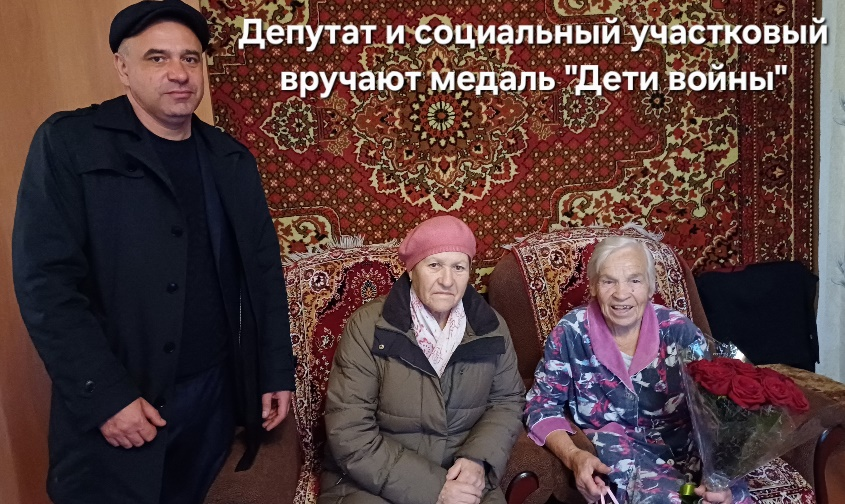 Депутат и социальный участковый
вручают медаль "Дети войны"